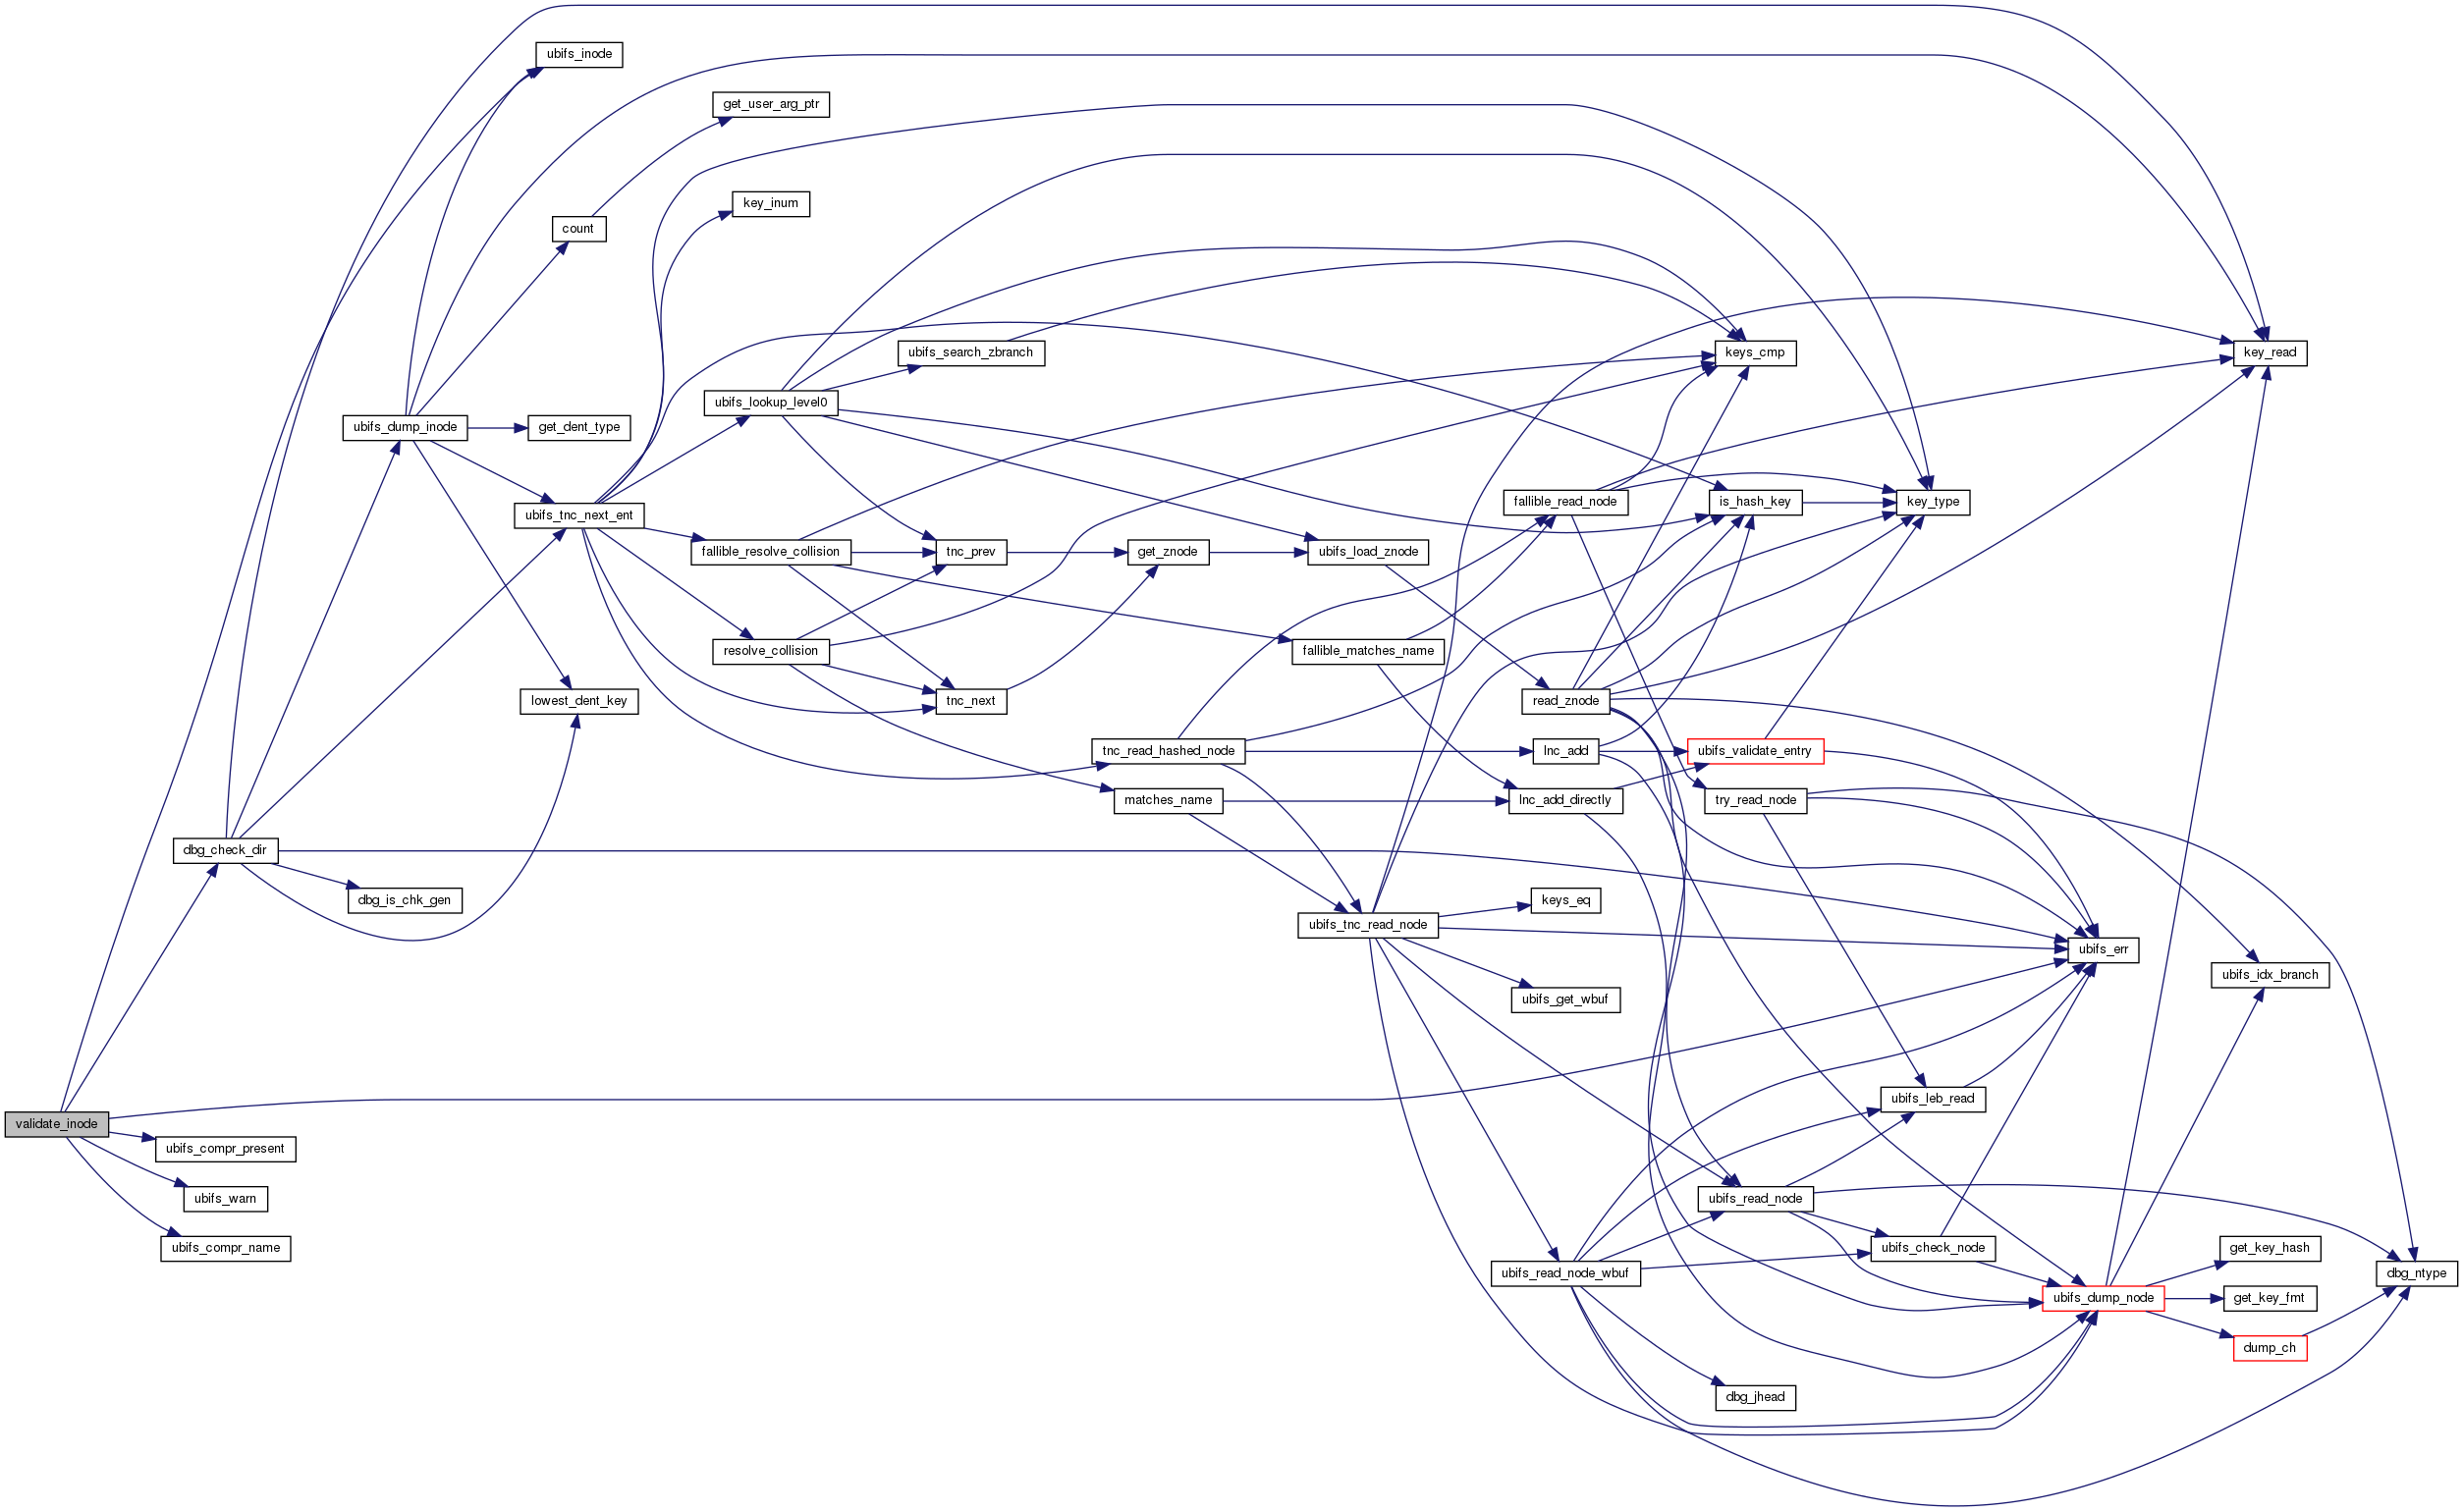 ubifs_inode
get_user_arg_ptr
key_inum
count
ubifs_search_zbranch
keys_cmp
key_read
ubifs_lookup_level0
ubifs_dump_inode
get_dent_type
fallible_read_node
is_hash_key
key_type
ubifs_tnc_next_ent
fallible_resolve_collision
tnc_prev
get_znode
ubifs_load_znode
resolve_collision
fallible_matches_name
lowest_dent_key
tnc_next
read_znode
tnc_read_hashed_node
lnc_add
ubifs_validate_entry
matches_name
lnc_add_directly
try_read_node
dbg_check_dir
dbg_is_chk_gen
keys_eq
ubifs_tnc_read_node
ubifs_err
ubifs_idx_branch
ubifs_get_wbuf
ubifs_leb_read
validate_inode
ubifs_compr_present
ubifs_warn
ubifs_read_node
ubifs_compr_name
ubifs_check_node
get_key_hash
ubifs_read_node_wbuf
dbg_ntype
ubifs_dump_node
get_key_fmt
dump_ch
dbg_jhead